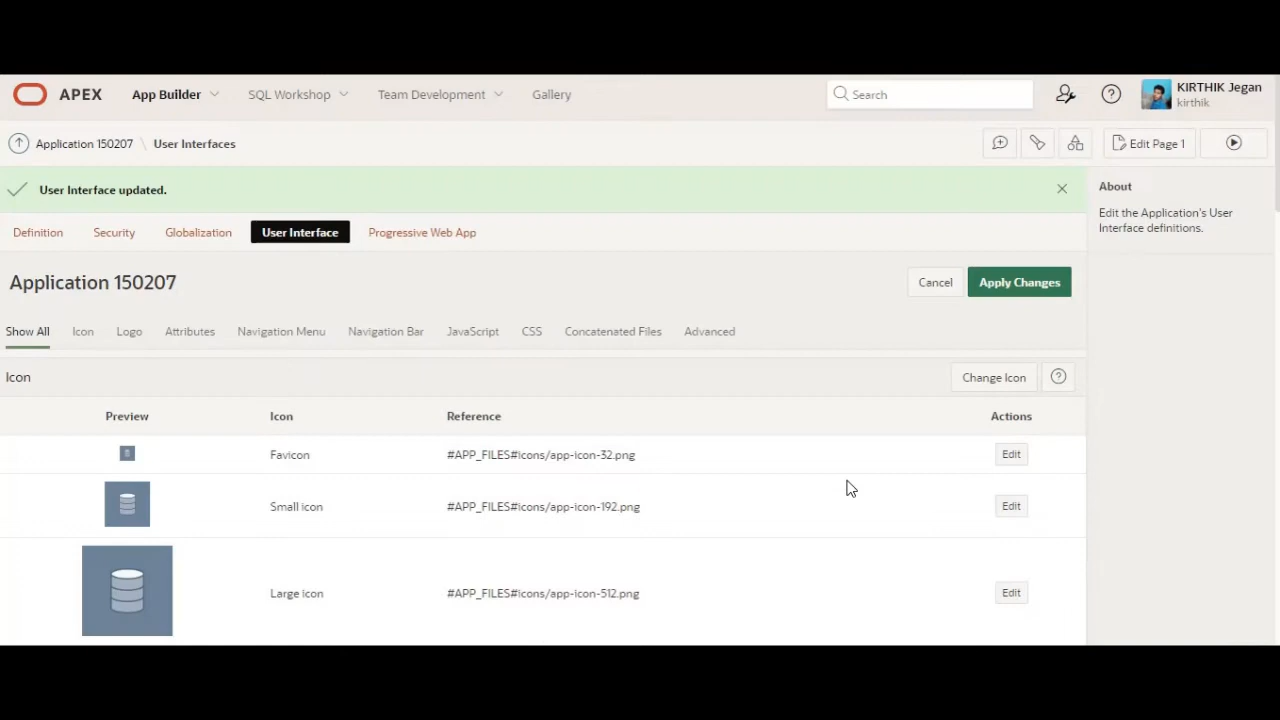 APEX App Builder SQL Workshop Team Development Gallery Search KIRTHIK Jegan
kirthik
Application 150207 \ User Interfaces Edit Page 1
User Interface updated.
About
Edit the Application's User
Interface definitions.
Definition Security Globalization User Interface Progressive Web App
Application 150207 Cancel Apply Changes
Show All Icon Logo Attributes Navigation Menu Navigation Bar JavaScript CSS Concatenated Files Advanced
Icon Change Icon
Preview Icon Reference Actions
Favicon #APP_FILES#icons/app-icon-32.png Edit
Small icon #APP_FILES#icons/app-icon-192.png Edit
Large icon #APP_FILES#icons/app-icon-512.png Edit